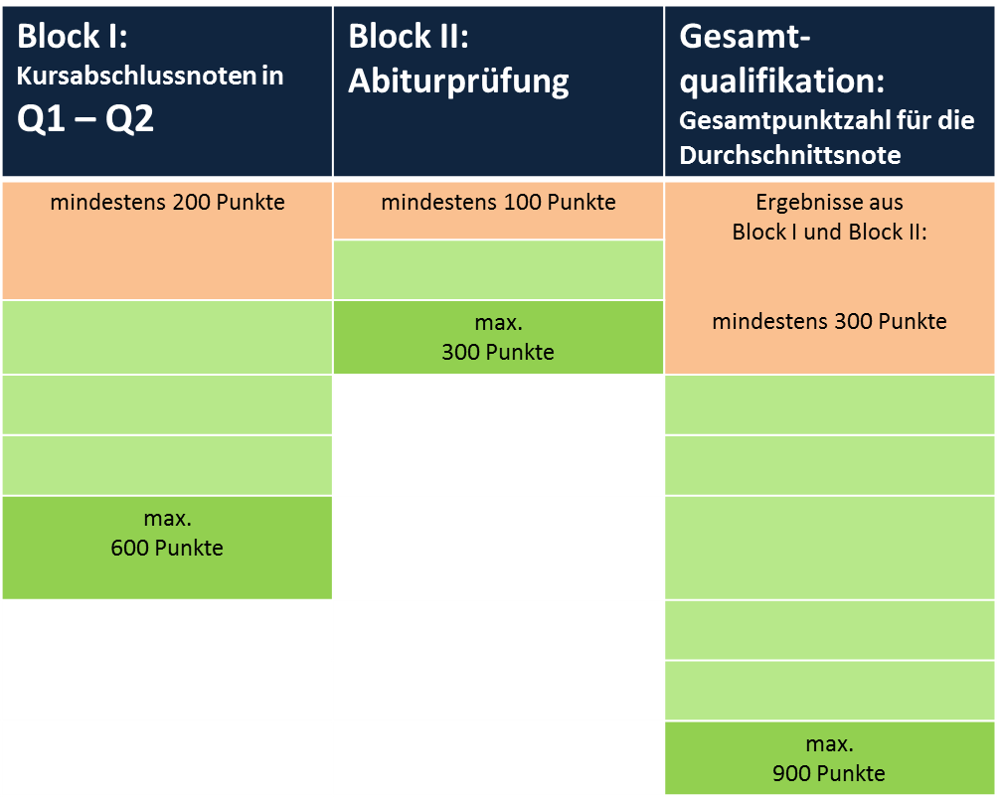 Block I:
Kursabschlussnoten in
Q1 – Q2
Block II:
Abiturprüfung
Gesamt-
qualifikation:
Gesamtpunktzahl für die
Durchschnittsnote
mindestens 200 Punkte
mindestens 100 Punkte
Ergebnisse aus
Block I und Block II:
mindestens 300 Punkte
max.
300 Punkte
max.
600 Punkte
max.
900 Punkte